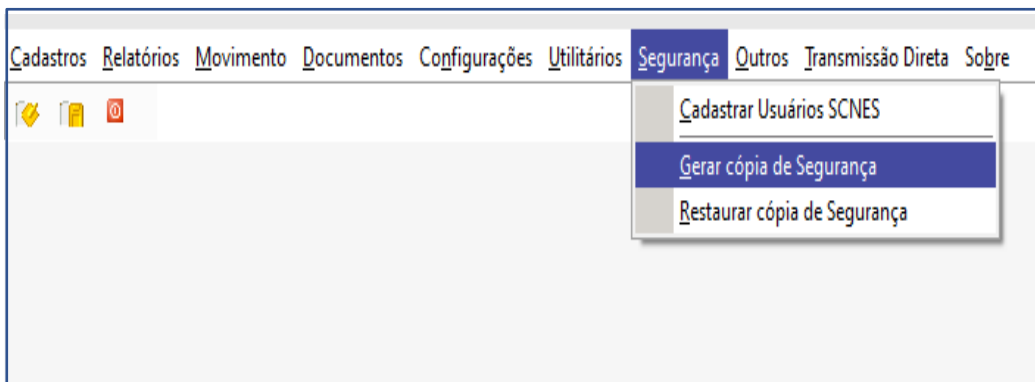 Cadastros Relatórios Movimento Documentos Configurações Utilitários Segurança Outros Transmissão Direta Sobre
Cadastrar Usuários SCNES
Gerar cópia de Segurança
Restaurar cópia de Segurança